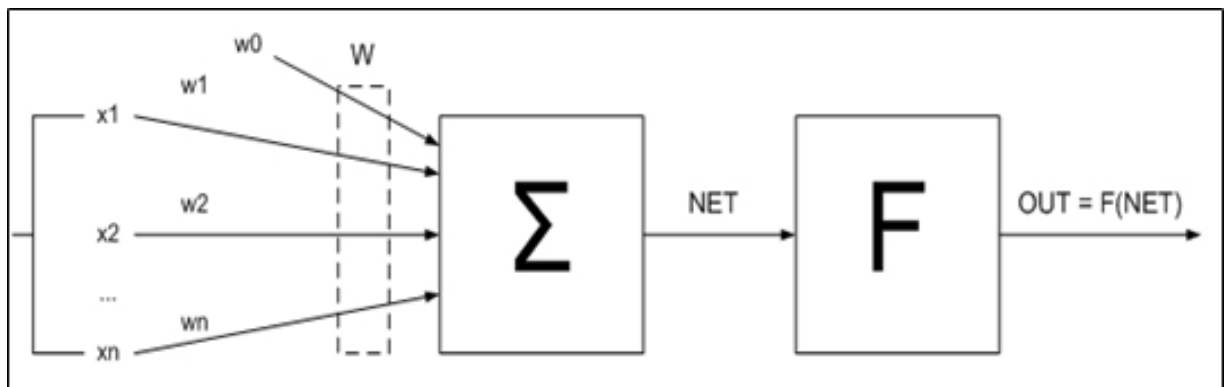 w0
W
w1
x1
w2
x2
...
wn
xn
Σ
NET
F
OUT = F(NET)